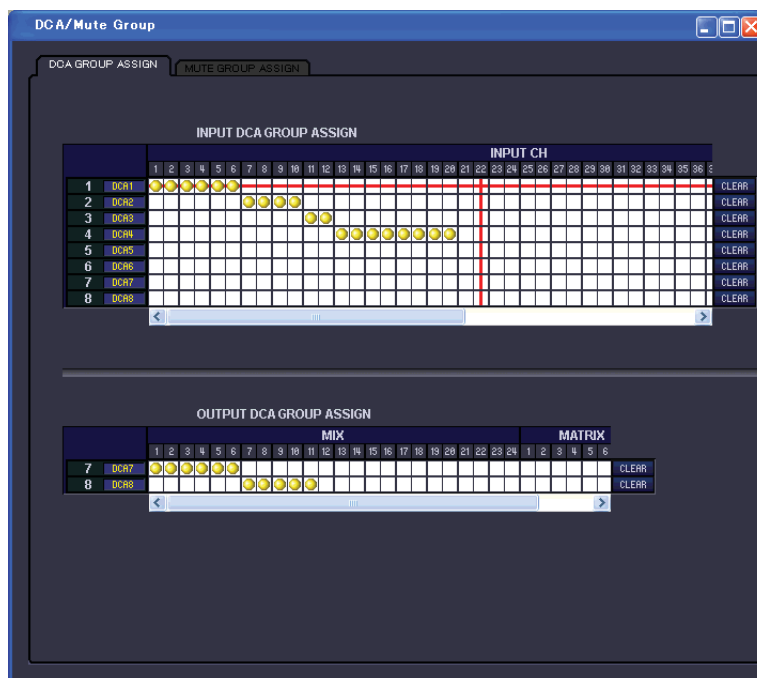 DCA/Mute Group
DCA GROUP ASSIGN MUTE GROUP ASSIGN
INPUT DCA GROUP ASSIGN
INPUT CH
1 2 3 4 5 6 7 8 9 10 11 12 13 14 15 16 17 18 19 20 21 22 23 24 25 26 27 28 29 30 31 32 33 34 35 36
1 DCA1 CLEAR
2 DCA2 CLEAR
3 DCA3 CLEAR
4 DCA4 CLEAR
5 DCA5 CLEAR
6 DCA6 CLEAR
7 DCA7 CLEAR
8 DCA8 CLEAR
OUTPUT DCA GROUP ASSIGN
MIX MATRIX
1 2 3 4 5 6 7 8 9 10 11 12 13 14 15 16 17 18 19 20 21 22 23 24 1 2 3 4 5 6
7 DCA7 CLEAR
8 DCA8 CLEAR